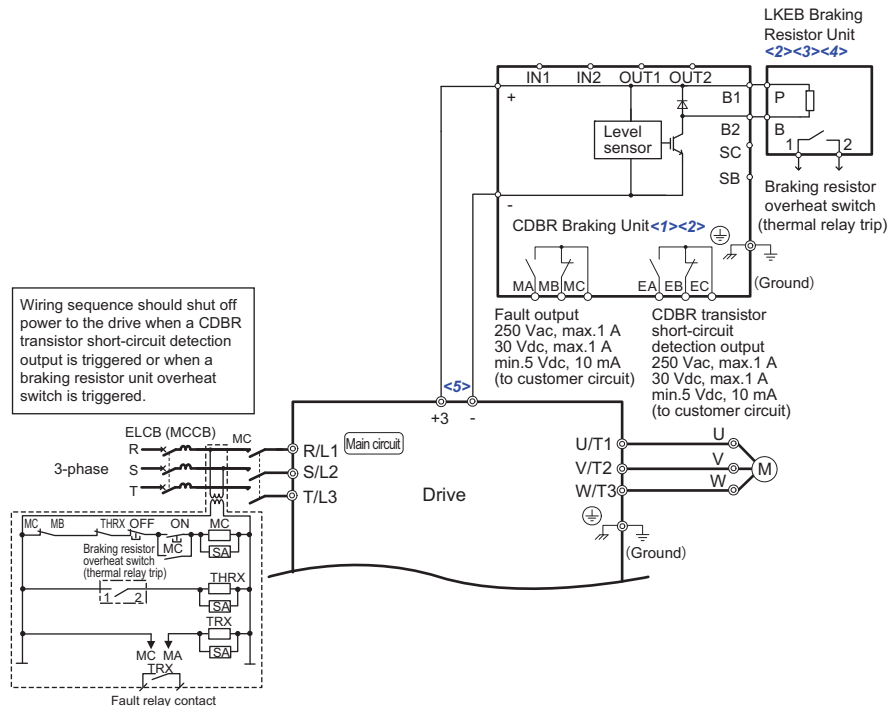 LKEB Braking
Resistor Unit
<2><3><4>
IN1 IN2 OUT1 OUT2
+
B1
P
Level
sensor
B2
B
1 2
SC
SB
-
Braking resistor
overheat switch
(thermal relay trip)
CDBR Braking Unit<1><2>
MA MB MC
EA EB EC
(Ground)
Fault output
250 Vac, max.1 A
30 Vdc, max.1 A
min.5 Vdc, 10 mA
(to customer circuit)
CDBR transistor
short-circuit
detection output
250 Vac, max.1 A
30 Vdc, max.1 A
min.5 Vdc, 10 mA
(to customer circuit)
Wiring sequence should shut off
power to the drive when a CDBR
transistor short-circuit detection
output is triggered or when a
braking resistor unit overheat
switch is triggered.
<5>
+3 -
ELCB (MCCB)
MC
3-phase
R
S
T
R/L1
S/L2
T/L3
Main circuit
Drive
U/T1
V/T2
W/T3
U
V
W
M
(Ground)
MC MB THRX OFF ON MC
MC
SA
Braking resistor
overheat switch
(thermal relay trip)
1 2
THRX
SA
TRX
SA
MC MA
TRX
Fault relay contact